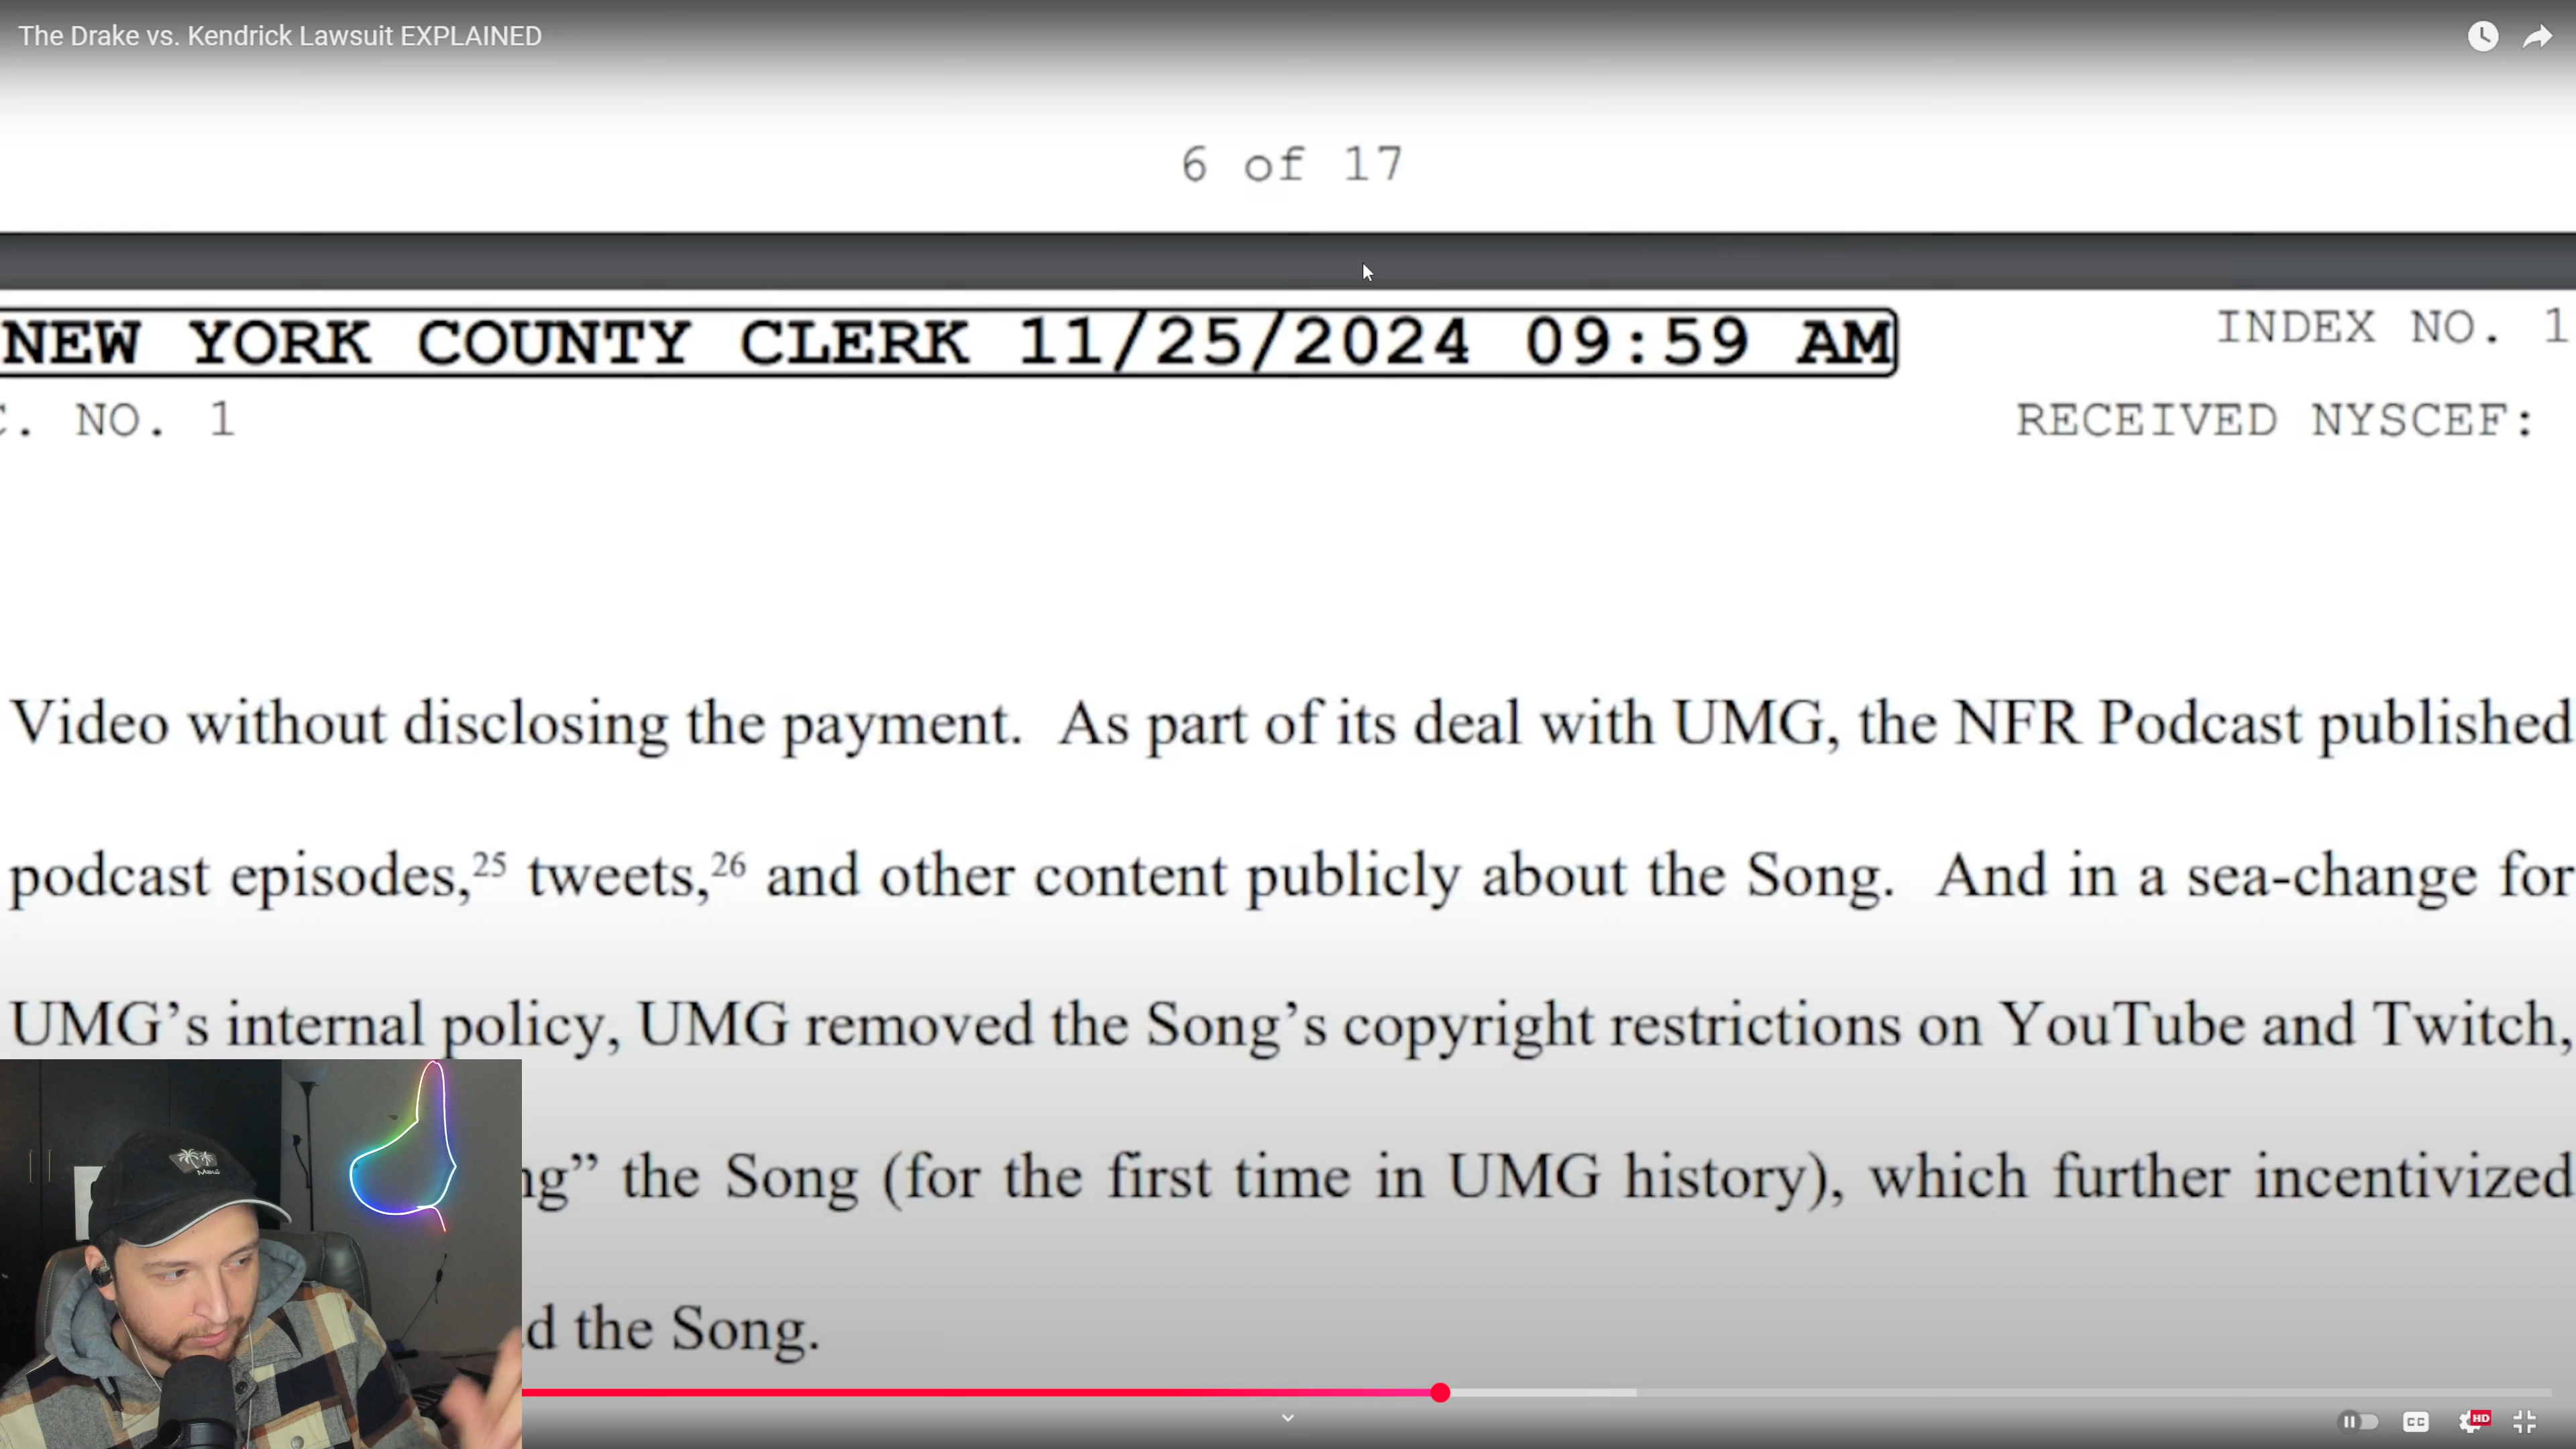 The Drake vs. Kendrick Lawsuit EXPLAINED
6 of 17
NEW YORK COUNTY CLERK 11/25/2024 09:59 AM
INDEX NO. 1
C. NO. 1
RECEIVED NYSCEF:
Video without disclosing the payment. As part of its deal with UMG, the NFR Podcast published
podcast episodes,25 tweets,26 and other content publicly about the Song. And in a sea-change for
UMG's internal policy, UMG removed the Song's copyright restrictions on YouTube and Twitch,
ng” the Song (for the first time in UMG history), which further incentivized
d the Song.
Maui
CC
HD